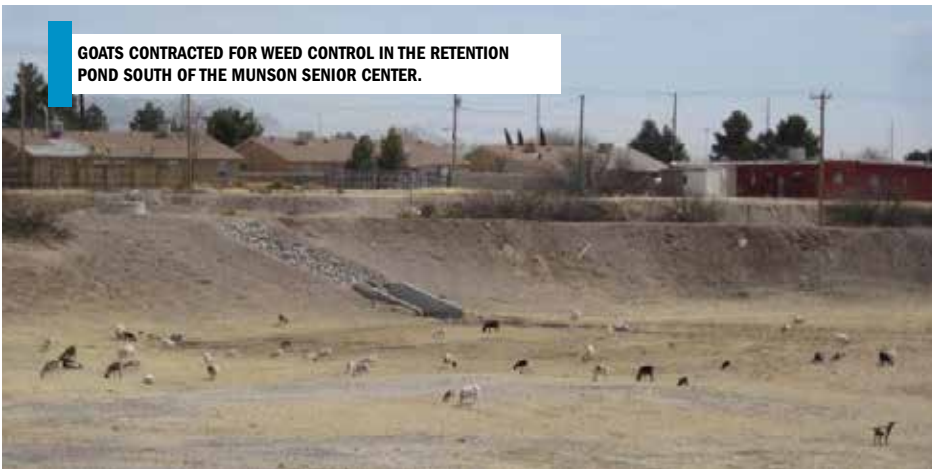 GOATS CONTRACTED FOR WEED CONTROL IN THE RETENTION
POND SOUTH OF THE MUNSON SENIOR CENTER.